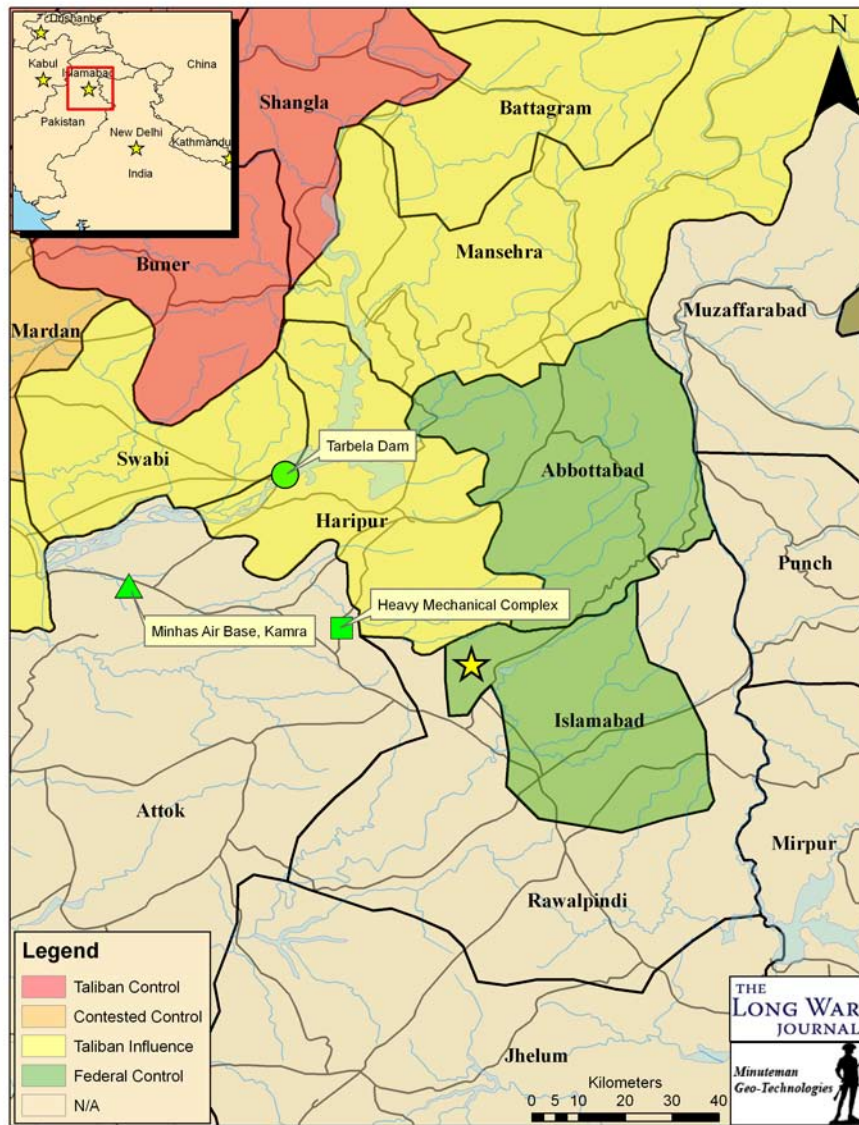 Dushanbe
Kabul
Islamabad
China
Pakistan
New Delhi
Kathmandu
India
N
Shangla
Battagram
Buner
Mansehra
Mardan
Muzaffarabad
Swabi
Tarbela Dam
Abbottabad
Haripur
Punch
Heavy Mechanical Complex
Minhas Air Base, Kamra
Islamabad
Attok
Mirpur
Rawalpindi
Jhelum
Legend
Taliban Control
Contested Control
Taliban Influence
Federal Control
N/A
Kilometers
0 5 10 20 30 40
THE
LONG WAR
JOURNAL
Minuteman
Geo-Technologies